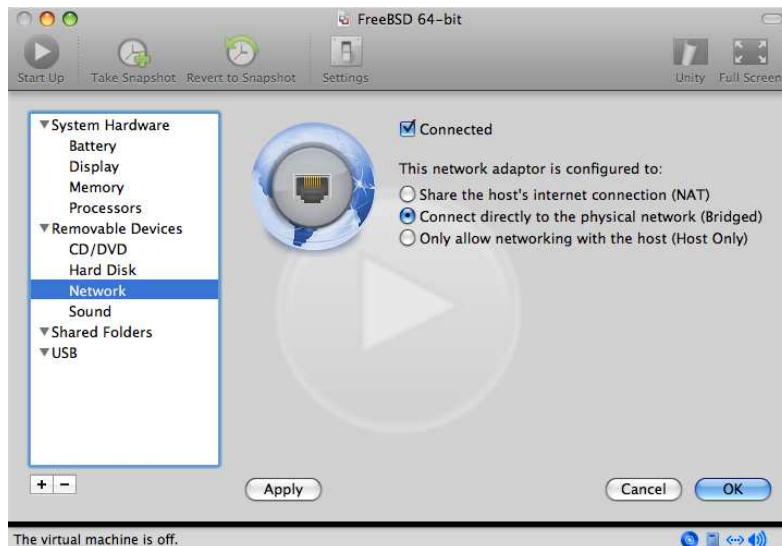 FreeBSD 64-bit
Start Up
Take Snapshot
Revert to Snapshot
Settings
Unity
Full Screen
System Hardware
Battery
Display
Memory
Processors
Removable Devices
CD/DVD
Hard Disk
Network
Sound
Shared Folders
USB
Connected
This network adaptor is configured to:
Share the host's internet connection (NAT)
Connect directly to the physical network (Bridged)
Only allow networking with the host (Host Only)
+ −
Apply
Cancel
OK
The virtual machine is off.